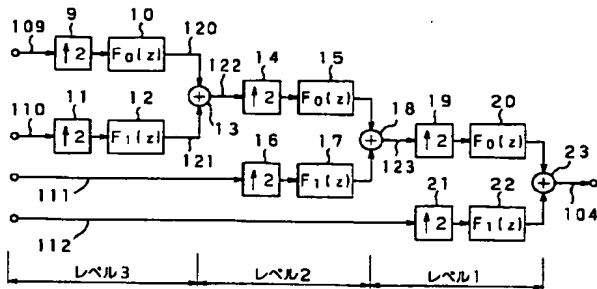 9 10 120
109 ↑2 F₀(z) 122 14 15
11 12 + 13 ↑2 F₀(z) 18 19 20
110 ↑2 F₁(z) 121 16 17 + 123 ↑2 F₀(z) 23
111 ↑2 F₁(z) 21 22 + 104
112 ↑2 F₁(z)
レベル3 レベル2 レベル1